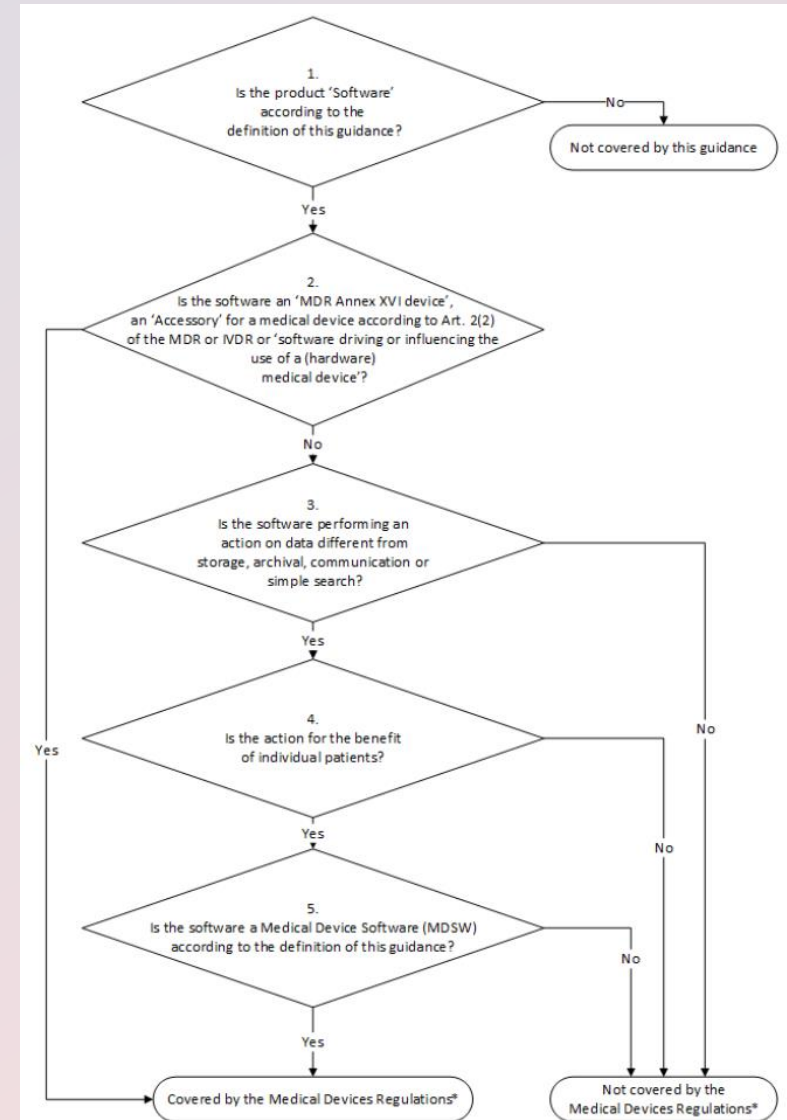 1.
Is the product ‘Software’
according to the
definition of this guidance?
No
Not covered by this guidance
Yes
2.
Is the software an ‘MDR Annex XVI device’,
an ‘Accessory’ for a medical device according to Art. 2(2)
of the MDR or IVDR or ‘software driving or influencing the
use of a (hardware)
medical device’?
No
3.
Is the software performing an
action on data different from
storage, archival, communication or
simple search?
Yes
4.
Is the action for the benefit
of individual patients?
No
Yes
Yes
No
5.
Is the software a Medical Device Software (MDSW)
according to the definition of this guidance?
No
Yes
Covered by the Medical Devices Regulations*
Not covered by the
Medical Devices Regulations*